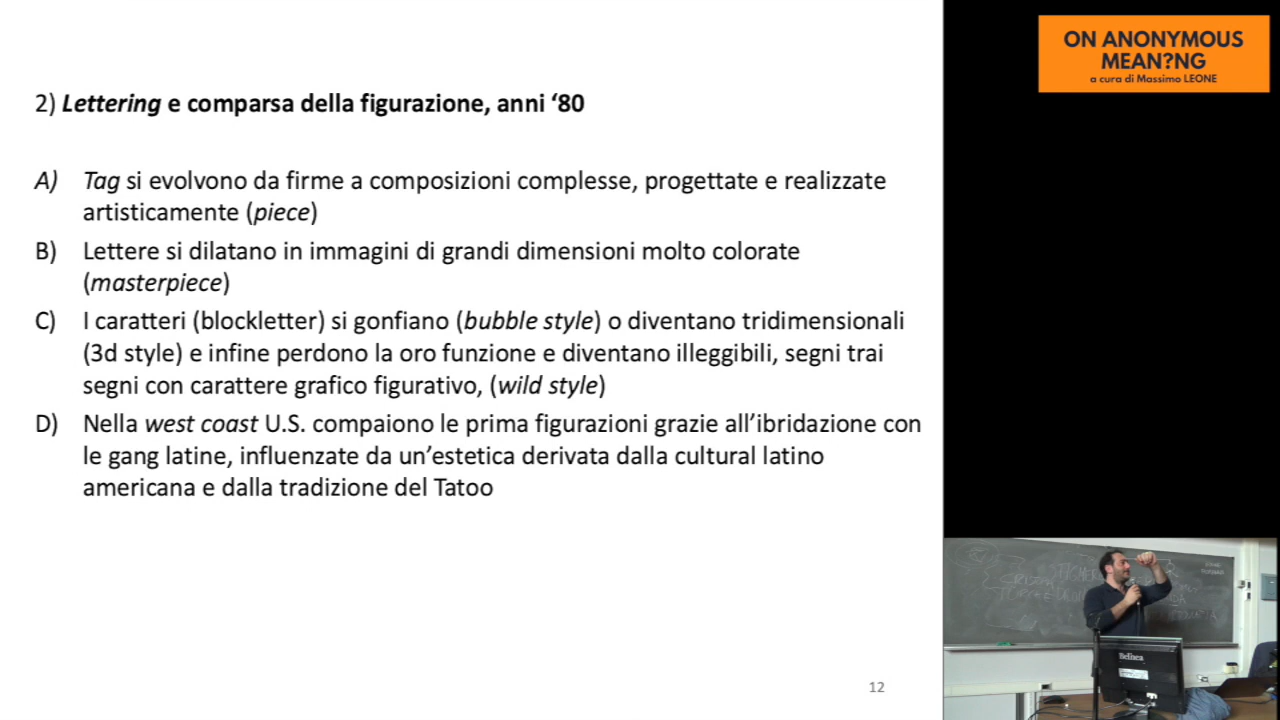 2) Lettering e comparsa della figurazione, anni ‘80
A) Tag si evolvono da firme a composizioni complesse, progettate e realizzate
artisticamente (piece)
B) Lettere si dilatano in immagini di grandi dimensioni molto colorate
(masterpiece)
C) I caratteri (blockletter) si gonfiano (bubble style) o diventano tridimensionali
(3d style) e infine perdono la oro funzione e diventano illeggibili, segni trai
segni con carattere grafico figurativo, (wild style)
D) Nella west coast U.S. compaiono le prima figurazioni grazie all’ibridazione con
le gang latine, influenzate da un’estetica derivata dalla cultural latino
americana e dalla tradizione del Tatoo
12
ON ANONYMOUS
MEAN?NG
a cura di Massimo LEONE
Belinea